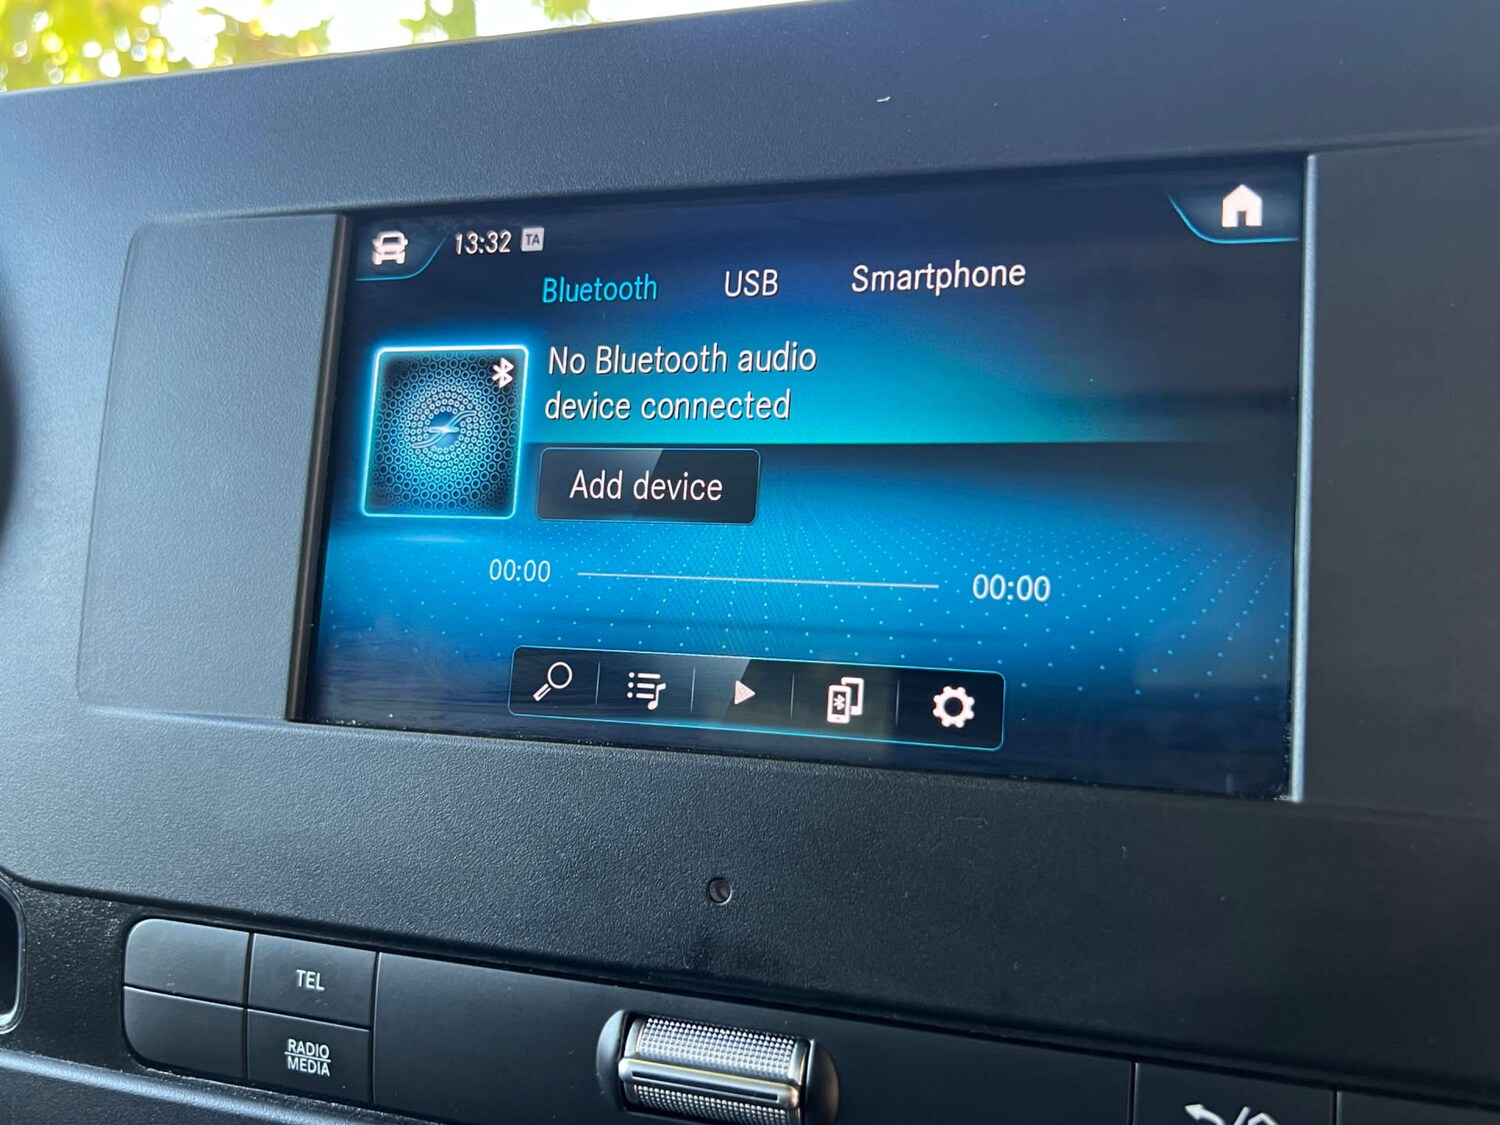 13:32 TA
Bluetooth USB Smartphone
No Bluetooth audio
device connected
Add device
00:00 00:00
TEL
RADIO
MEDIA